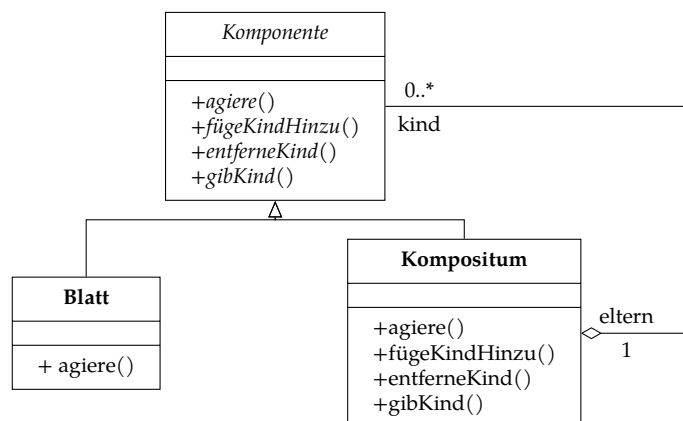 Komponente
+agiere()
+fügeKindHinzu()
+entferneKind()
+gibKind()
0..*
kind
Blatt
+ agiere()
Kompositum
+agiere()
+fügeKindHinzu()
+entferneKind()
+gibKind()
eltern
1